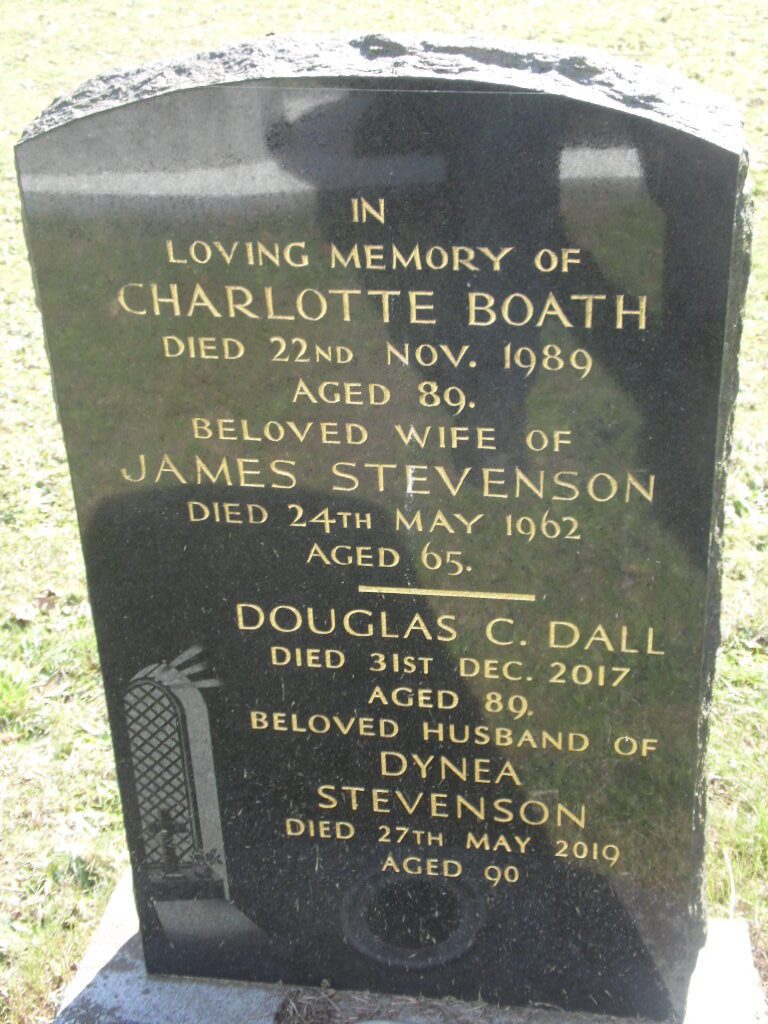 IN
LOVING MEMORY OF
CHARLOTTE BOATH
DIED 22ND NOV. 1989
AGED 89.
BELOVED WIFE OF
JAMES STEVENSON
DIED 24TH MAY 1962
AGED 65.
DOUGLAS C. DALL
DIED 31ST DEC. 2017
AGED 89.
BELOVED HUSBAND OF
DYNEA
STEVENSON
DIED 27TH MAY 2019
AGED 90